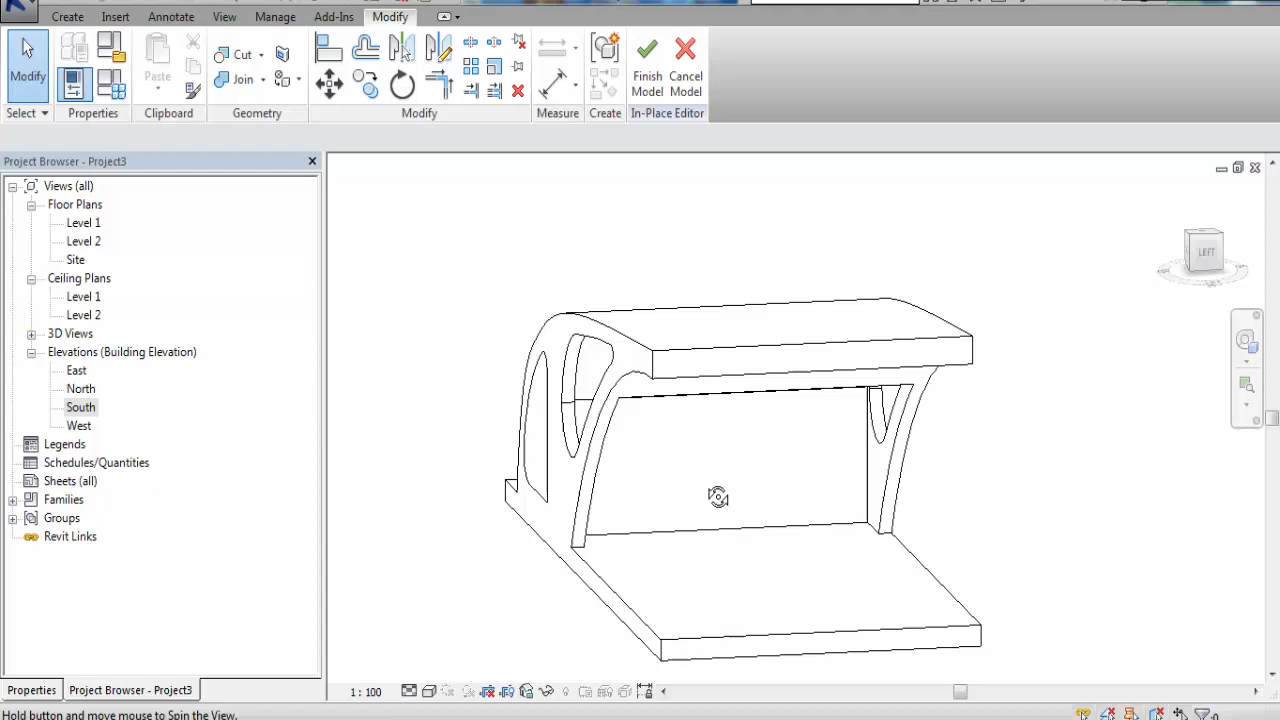 Create Insert Annotate View Manage Add-Ins Modify
Modify
Paste
Cut
Join
Finish Model
Cancel Model
Select Properties Clipboard Geometry Modify Measure Create In-Place Editor
Project Browser - Project3
Views (all)
Floor Plans
Level 1
Level 2
Site
Ceiling Plans
Level 1
Level 2
3D Views
Elevations (Building Elevation)
East
North
South
West
Legends
Schedules/Quantities
Sheets (all)
Families
Groups
Revit Links
LEFT
Properties Project Browser - Project3
1 : 100
Hold button and move mouse to Spin the View.